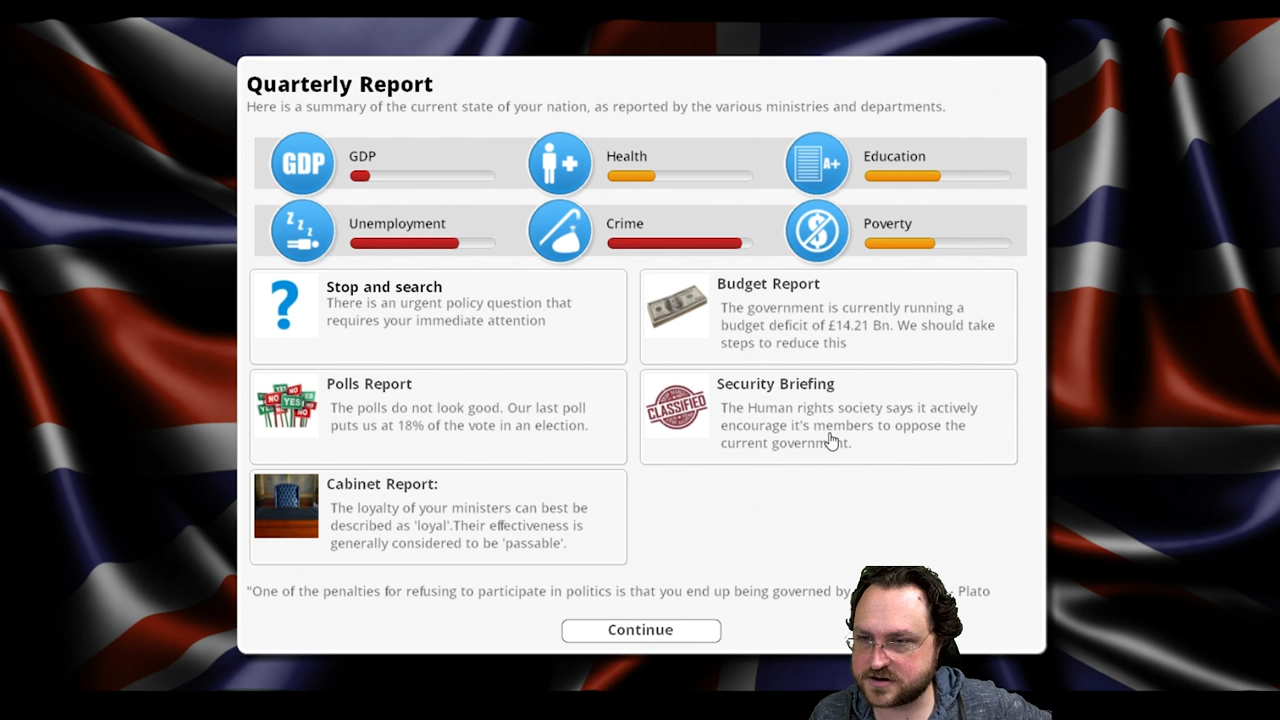 Quarterly Report
Here is a summary of the current state of your nation, as reported by the various ministries and departments.
GDP
GDP
Health
A+
Education
Z Z Z
Unemployment
Crime
$
Poverty
Stop and search
There is an urgent policy question that
requires your immediate attention
?
Budget Report
The government is currently running a
budget deficit of £14.21 Bn. We should take
steps to reduce this
Polls Report
The polls do not look good. Our last poll
puts us at 18% of the vote in an election.
YES
NO
NO
YES
NO
Security Briefing
The Human rights society says it actively
encourage it's members to oppose the
current government.
CLASSIFIED
Cabinet Report:
The loyalty of your ministers can best be
described as 'loyal'.Their effectiveness is
generally considered to be 'passable'.
"One of the penalties for refusing to participate in politics is that you end up being governed by - Plato
Continue